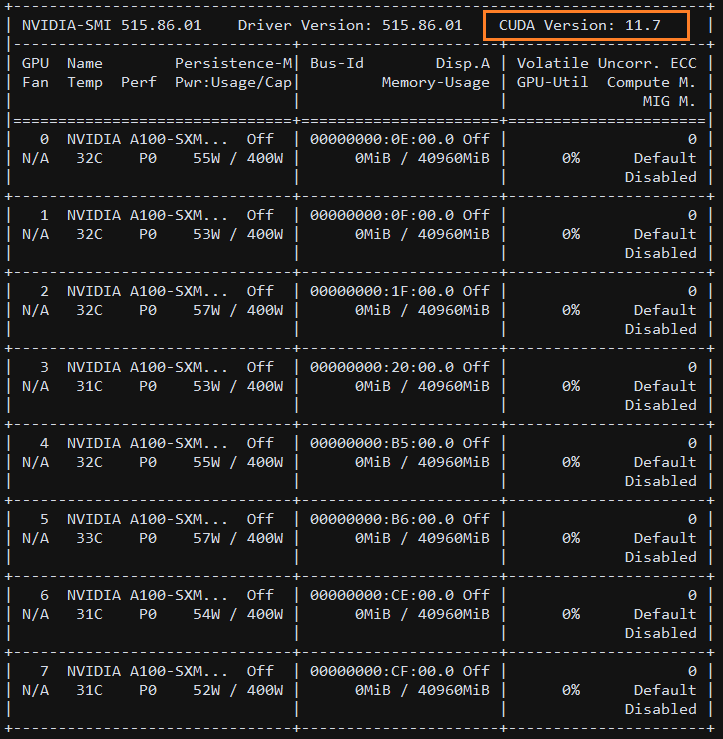 +-----------------------------------------------------------------------------+
| NVIDIA-SMI 515.86.01    Driver Version: 515.86.01    CUDA Version: 11.7     |
|-------------------------------+----------------------+----------------------+
| GPU  Name        Persistence-M| Bus-Id        Disp.A | Volatile Uncorr. ECC |
| Fan  Temp  Perf  Pwr:Usage/Cap|         Memory-Usage | GPU-Util  Compute M. |
|                               |                      |               MIG M. |
|===============================+======================+======================|
|   0  NVIDIA A100-SXM...  Off  | 00000000:0E:00.0 Off |                    0 |
| N/A   32C    P0    55W / 400W |      0MiB / 40960MiB |      0%      Default |
|                               |                      |             Disabled |
+-------------------------------+----------------------+----------------------+
|   1  NVIDIA A100-SXM...  Off  | 00000000:0F:00.0 Off |                    0 |
| N/A   32C    P0    53W / 400W |      0MiB / 40960MiB |      0%      Default |
|                               |                      |             Disabled |
+-------------------------------+----------------------+----------------------+
|   2  NVIDIA A100-SXM...  Off  | 00000000:1F:00.0 Off |                    0 |
| N/A   32C    P0    57W / 400W |      0MiB / 40960MiB |      0%      Default |
|                               |                      |             Disabled |
+-------------------------------+----------------------+----------------------+
|   3  NVIDIA A100-SXM...  Off  | 00000000:20:00.0 Off |                    0 |
| N/A   31C    P0    53W / 400W |      0MiB / 40960MiB |      0%      Default |
|                               |                      |             Disabled |
+-------------------------------+----------------------+----------------------+
|   4  NVIDIA A100-SXM...  Off  | 00000000:B5:00.0 Off |                    0 |
| N/A   32C    P0    55W / 400W |      0MiB / 40960MiB |      0%      Default |
|                               |                      |             Disabled |
+-------------------------------+----------------------+----------------------+
|   5  NVIDIA A100-SXM...  Off  | 00000000:B6:00.0 Off |                    0 |
| N/A   33C    P0    57W / 400W |      0MiB / 40960MiB |      0%      Default |
|                               |                      |             Disabled |
+-------------------------------+----------------------+----------------------+
|   6  NVIDIA A100-SXM...  Off  | 00000000:CE:00.0 Off |                    0 |
| N/A   31C    P0    54W / 400W |      0MiB / 40960MiB |      0%      Default |
|                               |                      |             Disabled |
+-------------------------------+----------------------+----------------------+
|   7  NVIDIA A100-SXM...  Off  | 00000000:CF:00.0 Off |                    0 |
| N/A   31C    P0    52W / 400W |      0MiB / 40960MiB |      0%      Default |
|                               |                      |             Disabled |
+-------------------------------+----------------------+----------------------+